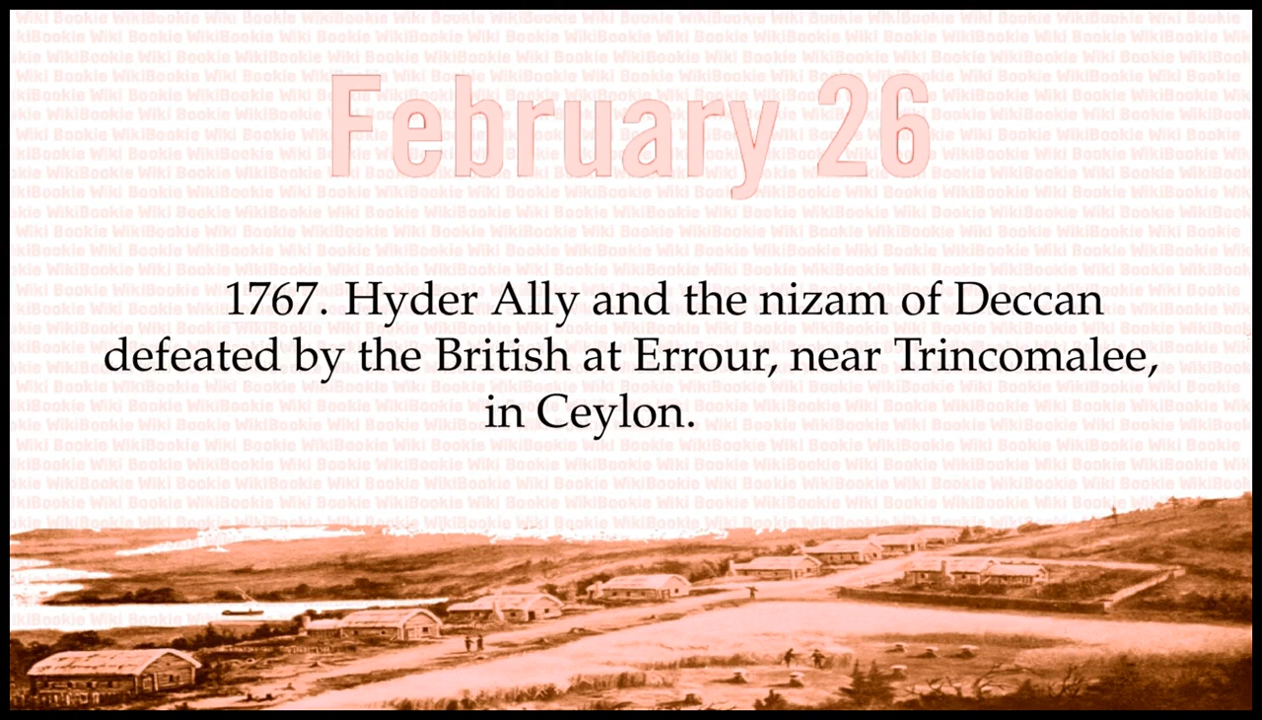 February 26
1767. Hyder Ally and the nizam of Deccan
defeated by the British at Errour, near Trincomalee,
in Ceylon.